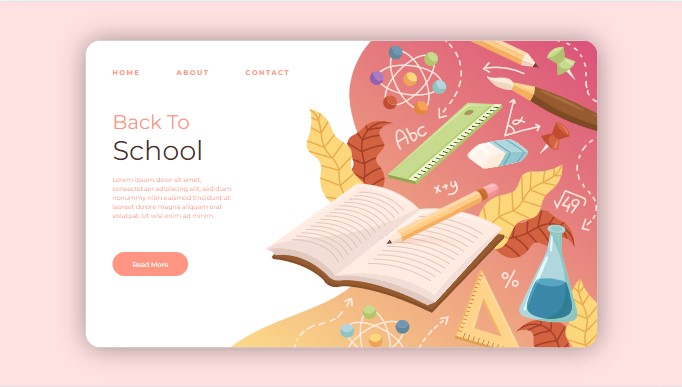 HOME ABOUT CONTACT
Back To
School
Lorem ipsum dolor sit amet,
consectetuer adipiscing elit, sed diam
nonummy nibh euismod tincidunt ut
laoreet dolore magna aliquam erat
volutpat. Ut wisi enim ad minim
Read More
Abc
α
x+y
√49
%